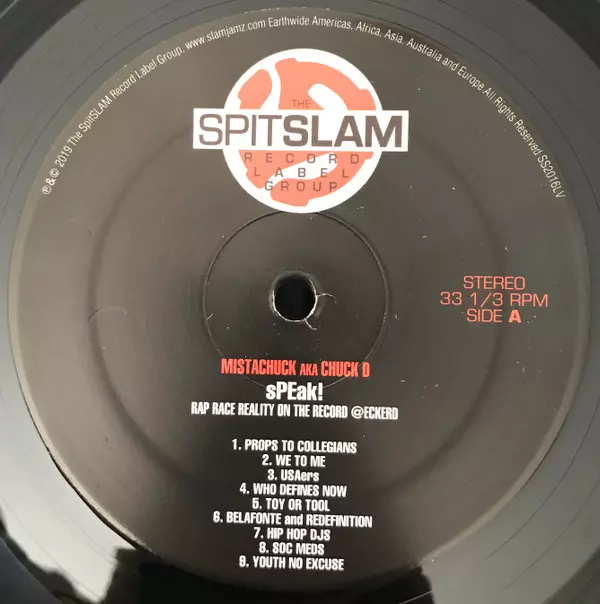 ℗ & © 2019 The SpitSLAM Record Label Group. www.slamjamz.com Earthwide Americas, Africa, Asia, Australia and Europe All Rights Reserved SS2016LV
THE
SPITSLAM
RECORD
LABEL
GROUP
STEREO
33 1/3 RPM
SIDE A
MISTACHUCK AKA CHUCK D
sPEak!
RAP RACE REALITY ON THE RECORD @ECKERD
1. PROPS TO COLLEGIANS
2. WE TO ME
3. USAers
4. WHO DEFINES NOW
5. TOY OR TOOL
6. BELAFONTE and REDEFINITION
7. HIP HOP DJS
8. SOC MEDS
9. YOUTH NO EXCUSE